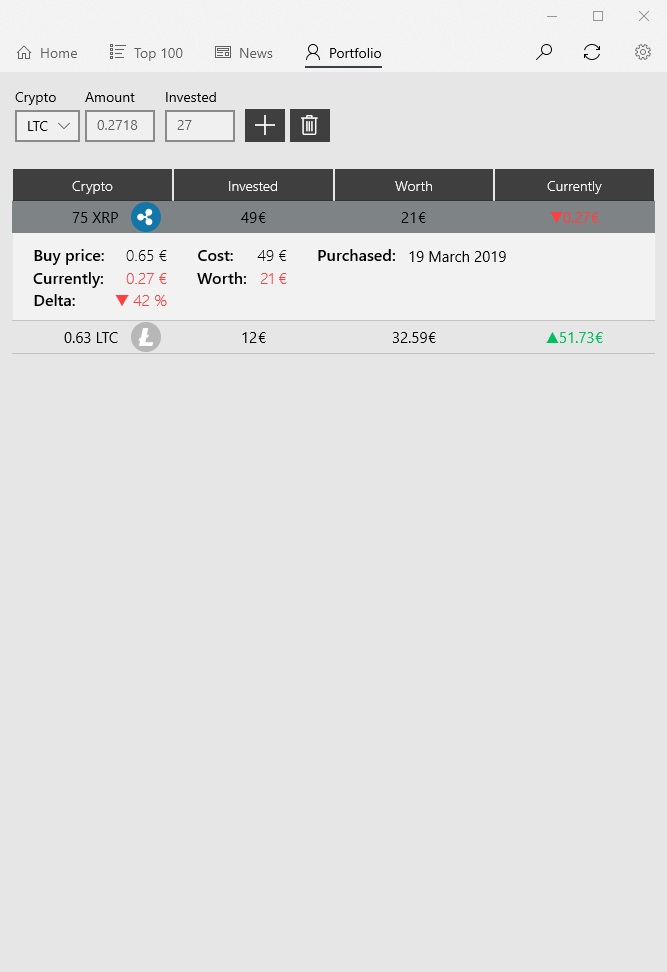 Home Top 100 News Portfolio
Crypto Amount Invested
LTC 0.2718 27
Crypto Invested Worth Currently
75 XRP 49€ 21€ ▼0.27€
Buy price: 0.65 € Cost: 49 € Purchased: 19 March 2019
Currently: 0.27 € Worth: 21 €
Delta: ▼ 42 %
0.63 LTC 12€ 32.59€ ▲51.73€